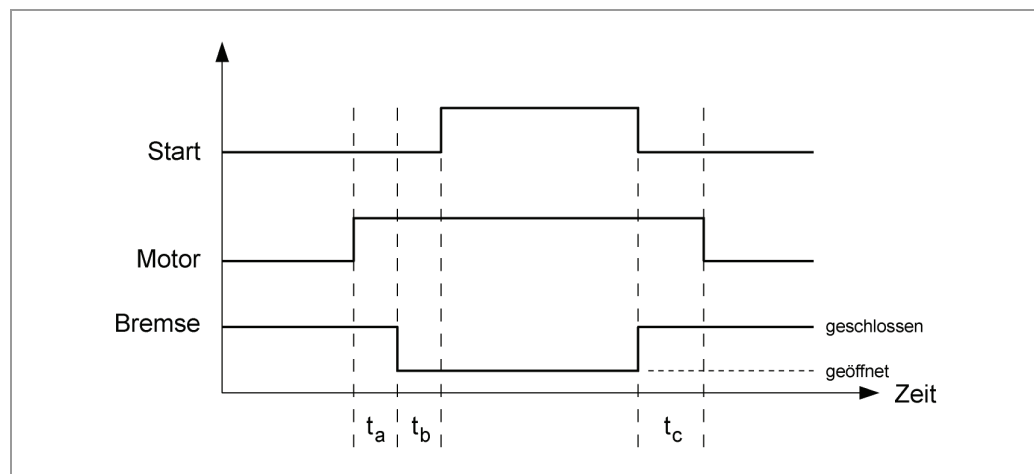 Start
Motor
Bremse
geschlossen
geöffnet
Zeit
ta tb tc